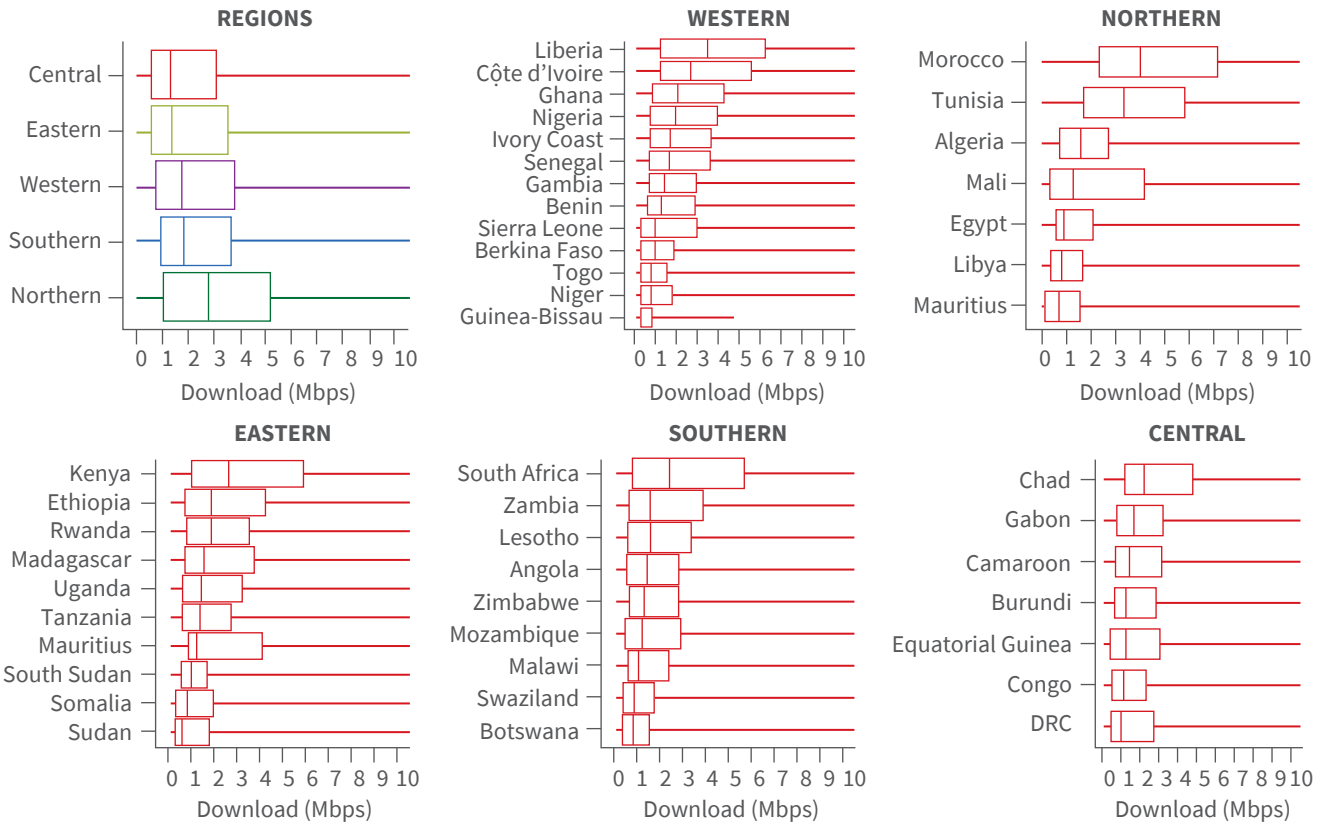 REGIONS
Central
Eastern
Western
Southern
Northern
0 1 2 3 4 5 6 7 8 9 10
Download (Mbps)
WESTERN
Liberia
Côte d’Ivoire
Ghana
Nigeria
Ivory Coast
Senegal
Gambia
Benin
Sierra Leone
Berkina Faso
Togo
Niger
Guinea-Bissau
0 1 2 3 4 5 6 7 8 9 10
Download (Mbps)
NORTHERN
Morocco
Tunisia
Algeria
Mali
Egypt
Libya
Mauritius
0 1 2 3 4 5 6 7 8 9 10
Download (Mbps)
EASTERN
Kenya
Ethiopia
Rwanda
Madagascar
Uganda
Tanzania
Mauritius
South Sudan
Somalia
Sudan
0 1 2 3 4 5 6 7 8 9 10
Download (Mbps)
SOUTHERN
South Africa
Zambia
Lesotho
Angola
Zimbabwe
Mozambique
Malawi
Swaziland
Botswana
0 1 2 3 4 5 6 7 8 9 10
Download (Mbps)
CENTRAL
Chad
Gabon
Camaroon
Burundi
Equatorial Guinea
Congo
DRC
0 1 2 3 4 5 6 7 8 9 10
Download (Mbps)